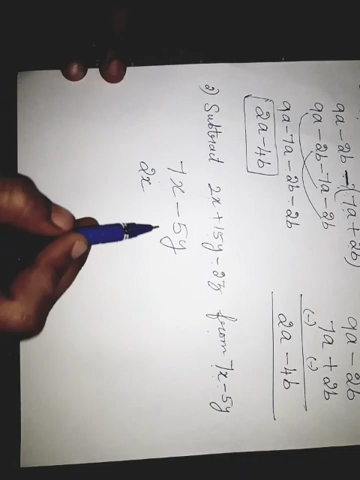 9a - 2b - (7a + 2b)
9a - 2b - 7a - 2b
9a - 7a - 2b - 2b
2a - 4b
9a - 2b
7a + 2b
(-) (-)
2a - 4b
2) Subtract 2x + 15y - 23 from 7x - 5y
7x - 5y
2x